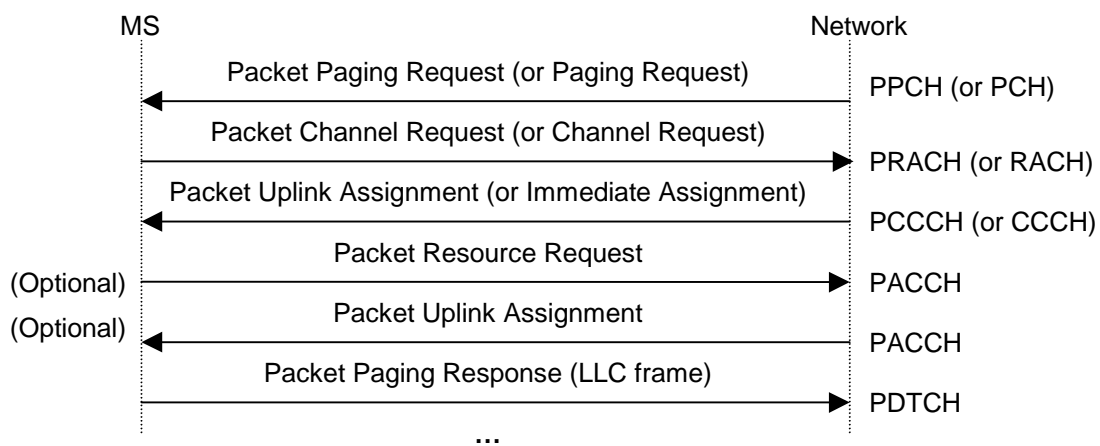 MS Network
Packet Paging Request (or Paging Request)
PPCH (or PCH)
Packet Channel Request (or Channel Request)
PRACH (or RACH)
Packet Uplink Assignment (or Immediate Assignment)
PCCCH (or CCCH)
Packet Resource Request
(Optional) PACCH
Packet Uplink Assignment
(Optional) PACCH
Packet Paging Response (LLC frame)
PDTCH
...